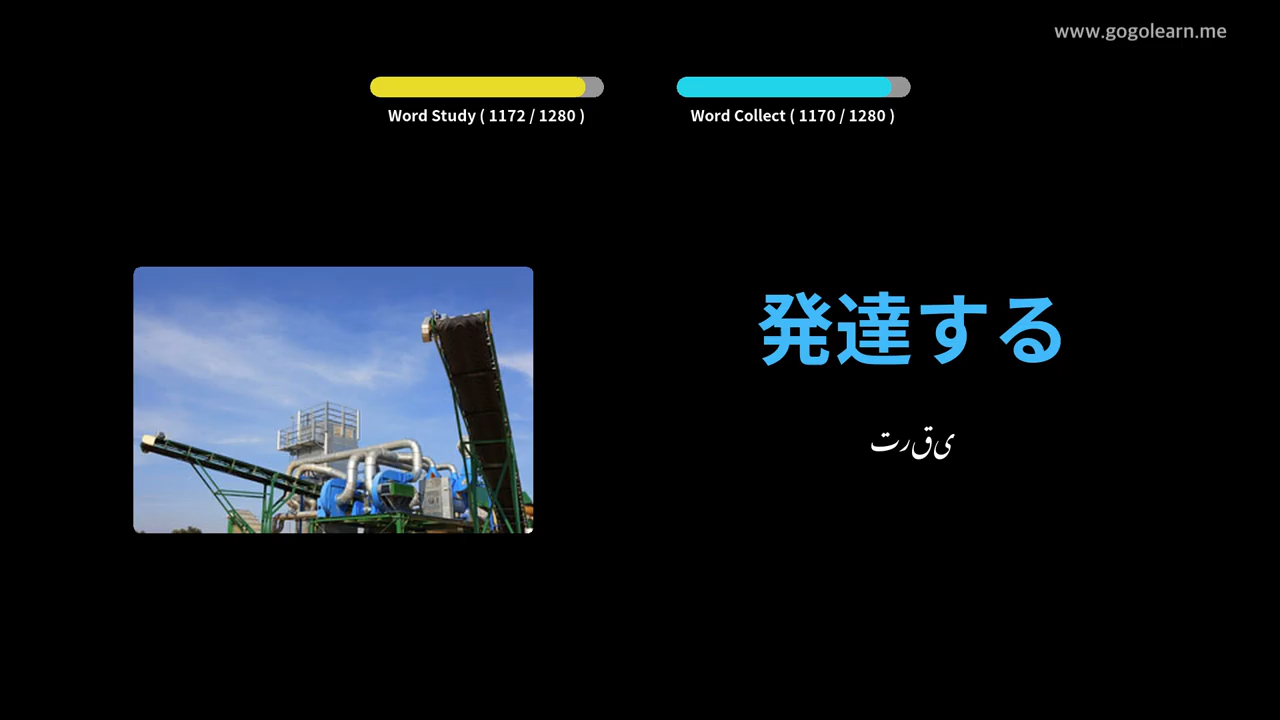 www.gogolearn.me
Word Study ( 1172 / 1280 )
Word Collect ( 1170 / 1280 )
発達する
ترقی